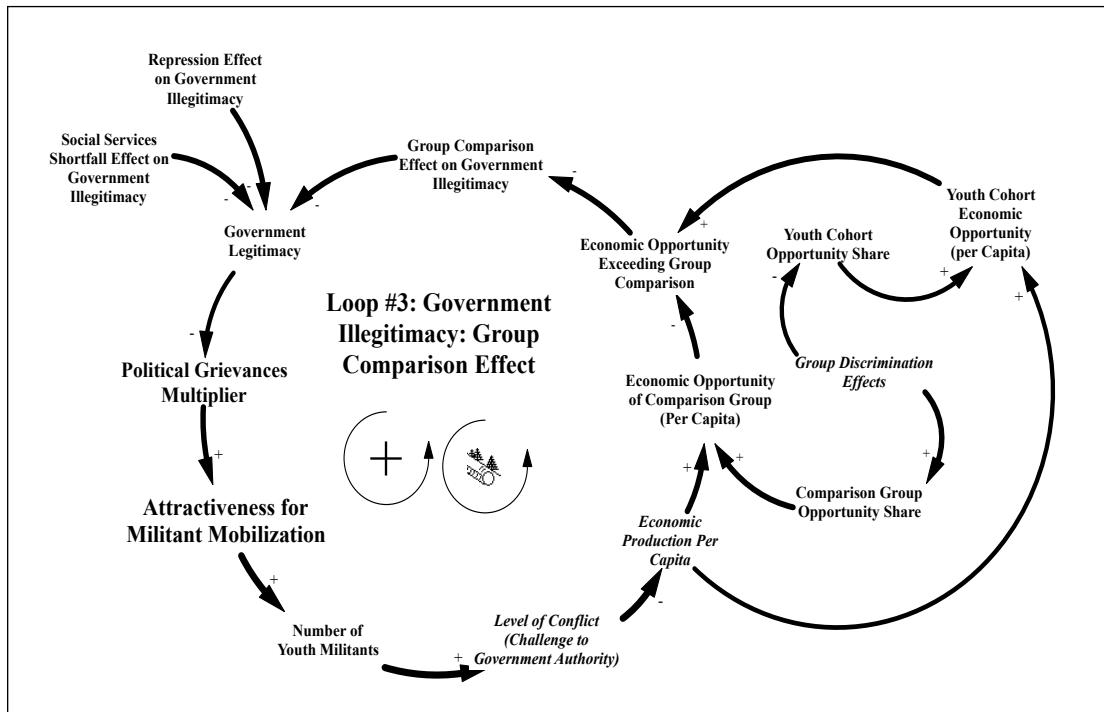 Repression Effect
on Government
Illegitimacy
Social Services
Shortfall Effect on
Government
Illegitimacy
Group Comparison
Effect on Government
Illegitimacy
Youth Cohort
Economic
Opportunity
(per Capita)
-
-
-
-
Government
Legitimacy
Economic Opportunity
Exceeding Group
Comparison
+
Youth Cohort
Opportunity Share
-
+
+
Loop #3: Government
Illegitimacy: Group
Comparison Effect
-
-
Political Grievances
Multiplier
Economic Opportunity
of Comparison Group
(Per Capita)
Group Discrimination
Effects
+
+
+
+
+
Attractiveness for
Militant Mobilization
Comparison Group
Opportunity Share
Economic
Production Per
Capita
+
-
Number of
Youth Militants
+
Level of Conflict
(Challenge to
Government Authority)